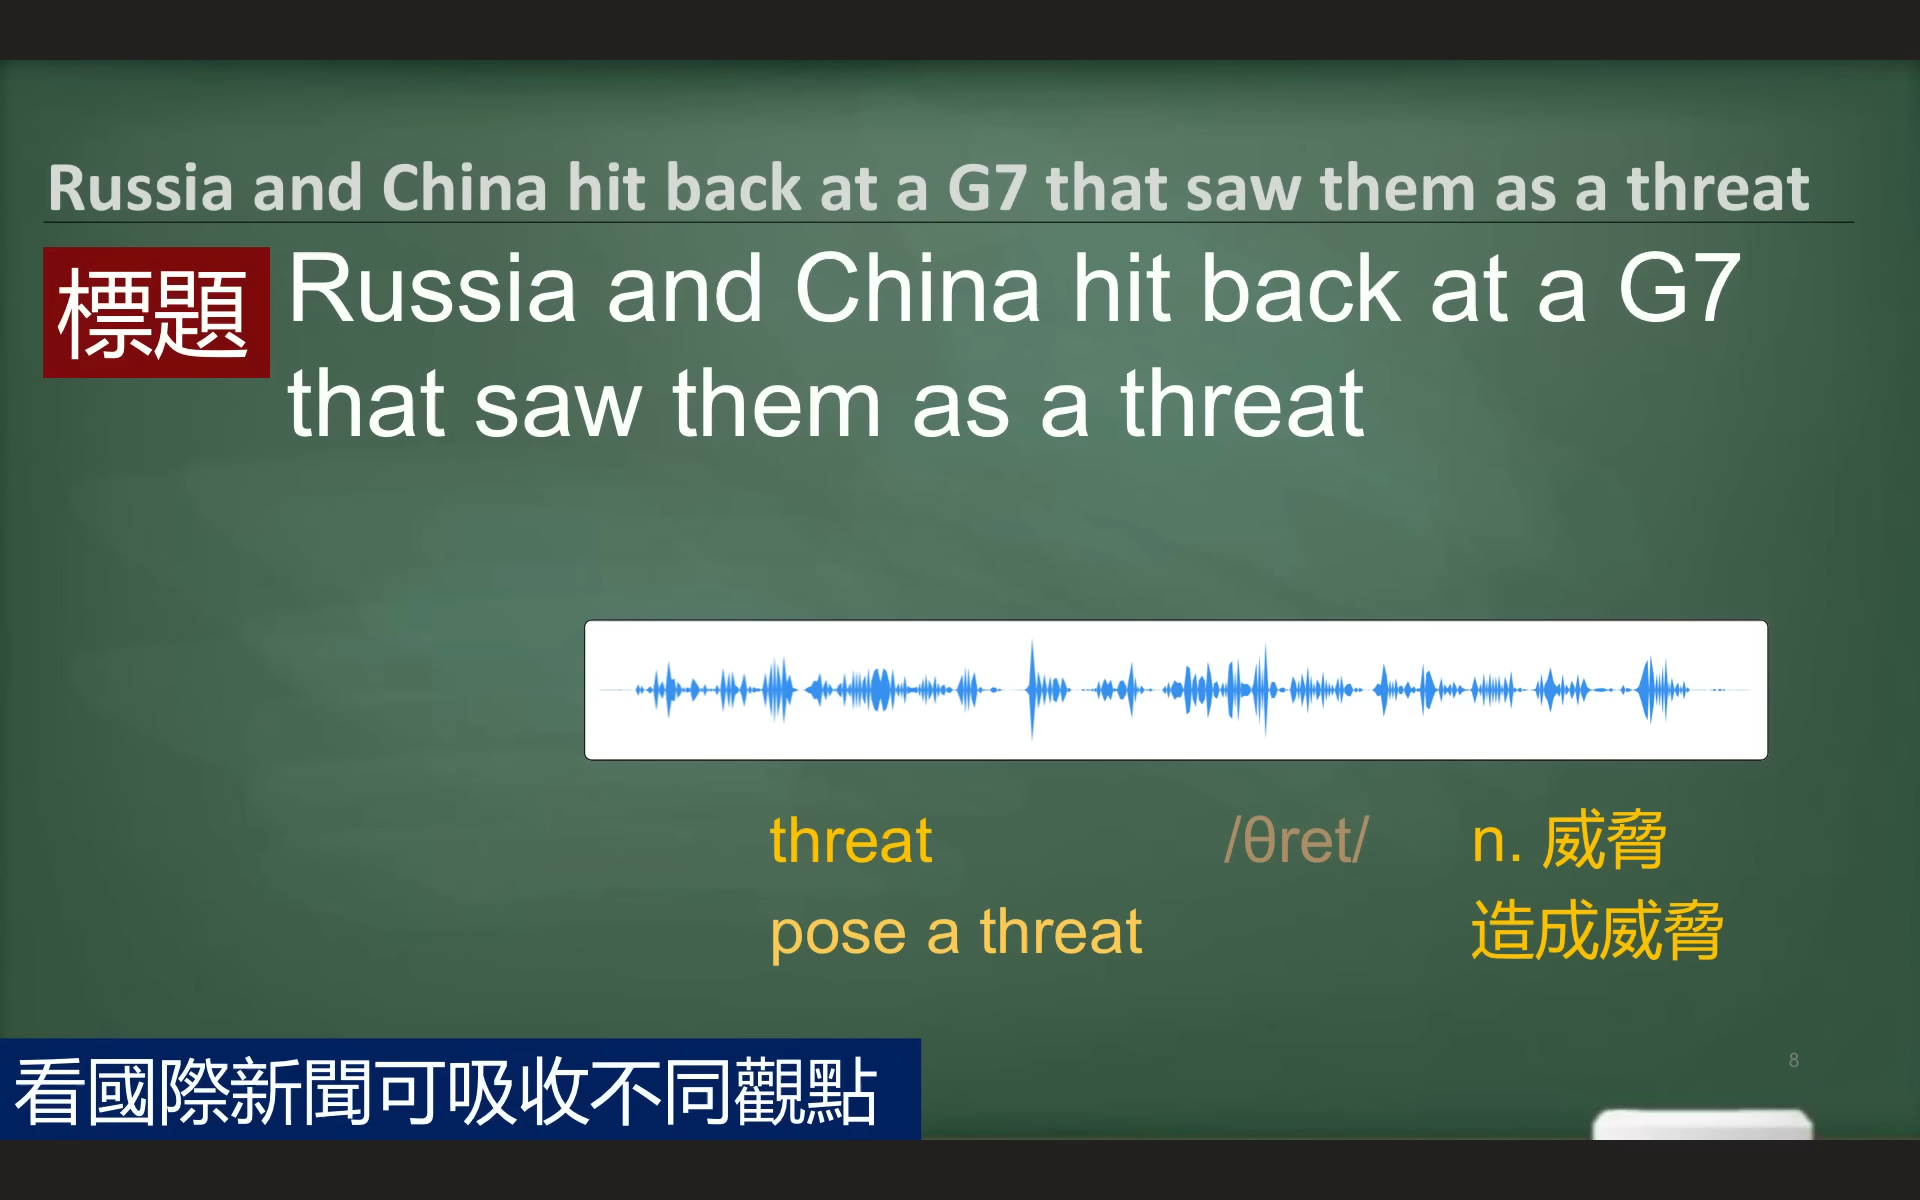 Russia and China hit back at a G7 that saw them as a threat
標題
Russia and China hit back at a G7
that saw them as a threat
threat /θret/ n. 威脅
pose a threat 造成威脅
8
看國際新聞可吸收不同觀點